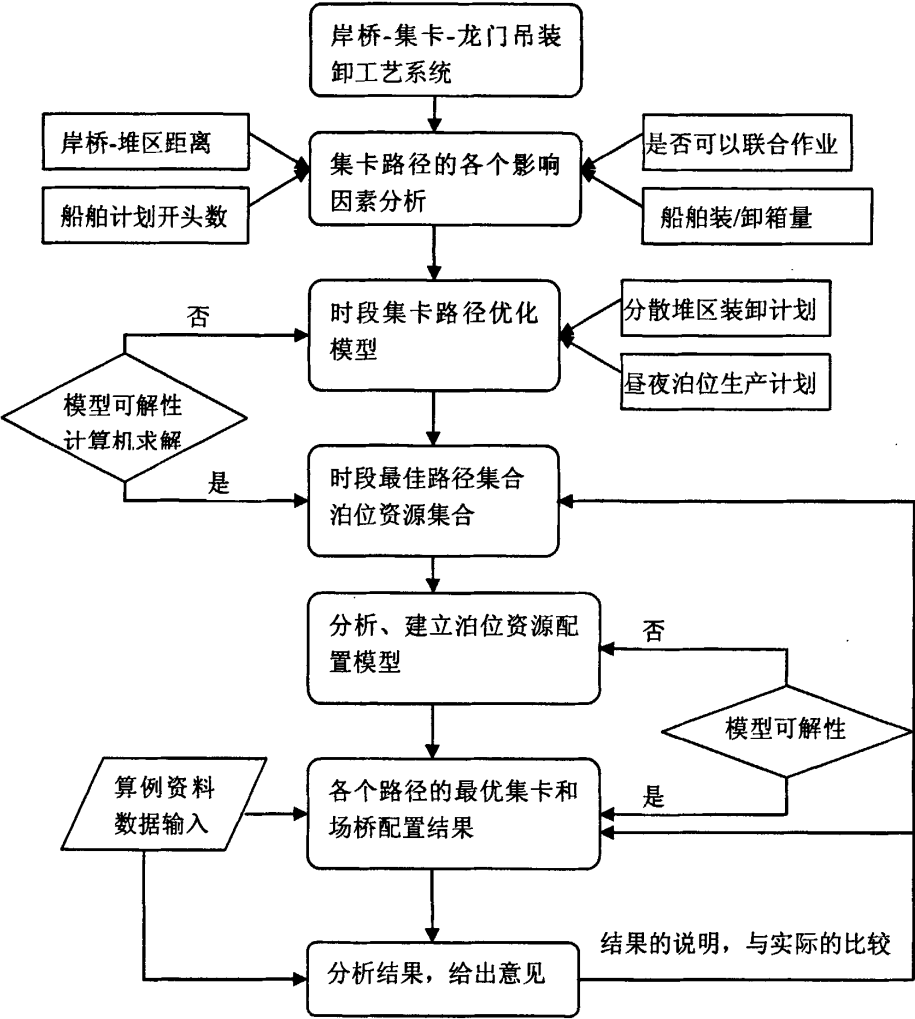 岸桥-集卡-龙门吊装
卸工艺系统
岸桥-堆区距离
船舶计划开头数
集卡路径的各个影响
因素分析
是否可以联合作业
船舶装/卸箱量
否
时段集卡路径优化
模型
分散堆区装卸计划
昼夜泊位生产计划
模型可解性
计算机求解
是
时段最佳路径集合
泊位资源集合
分析、建立泊位资源配
置模型
否
模型可解性
是
算例资料
数据输入
各个路径的最优集卡和
场桥配置结果
结果的说明，与实际的比较
分析结果，给出意见